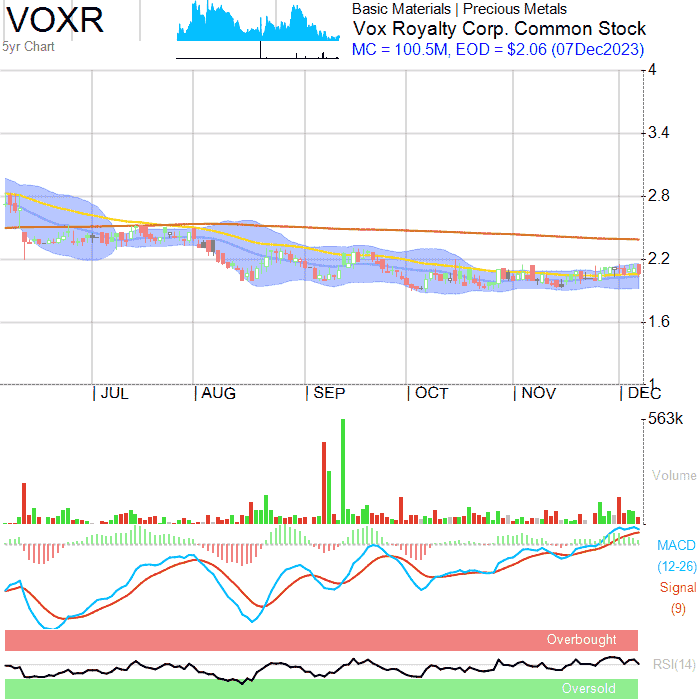 VOXR
5yr Chart
Basic Materials | Precious Metals
Vox Royalty Corp. Common Stock
MC = 100.5M, EOD = $2.06 (07Dec2023)
4
3.4
2.8
2.2
1.6
1
JUL
AUG
SEP
OCT
NOV
DEC
563k
Volume
MACD
(12-26)
Signal
(9)
Overbought
RSI(14)
Oversold